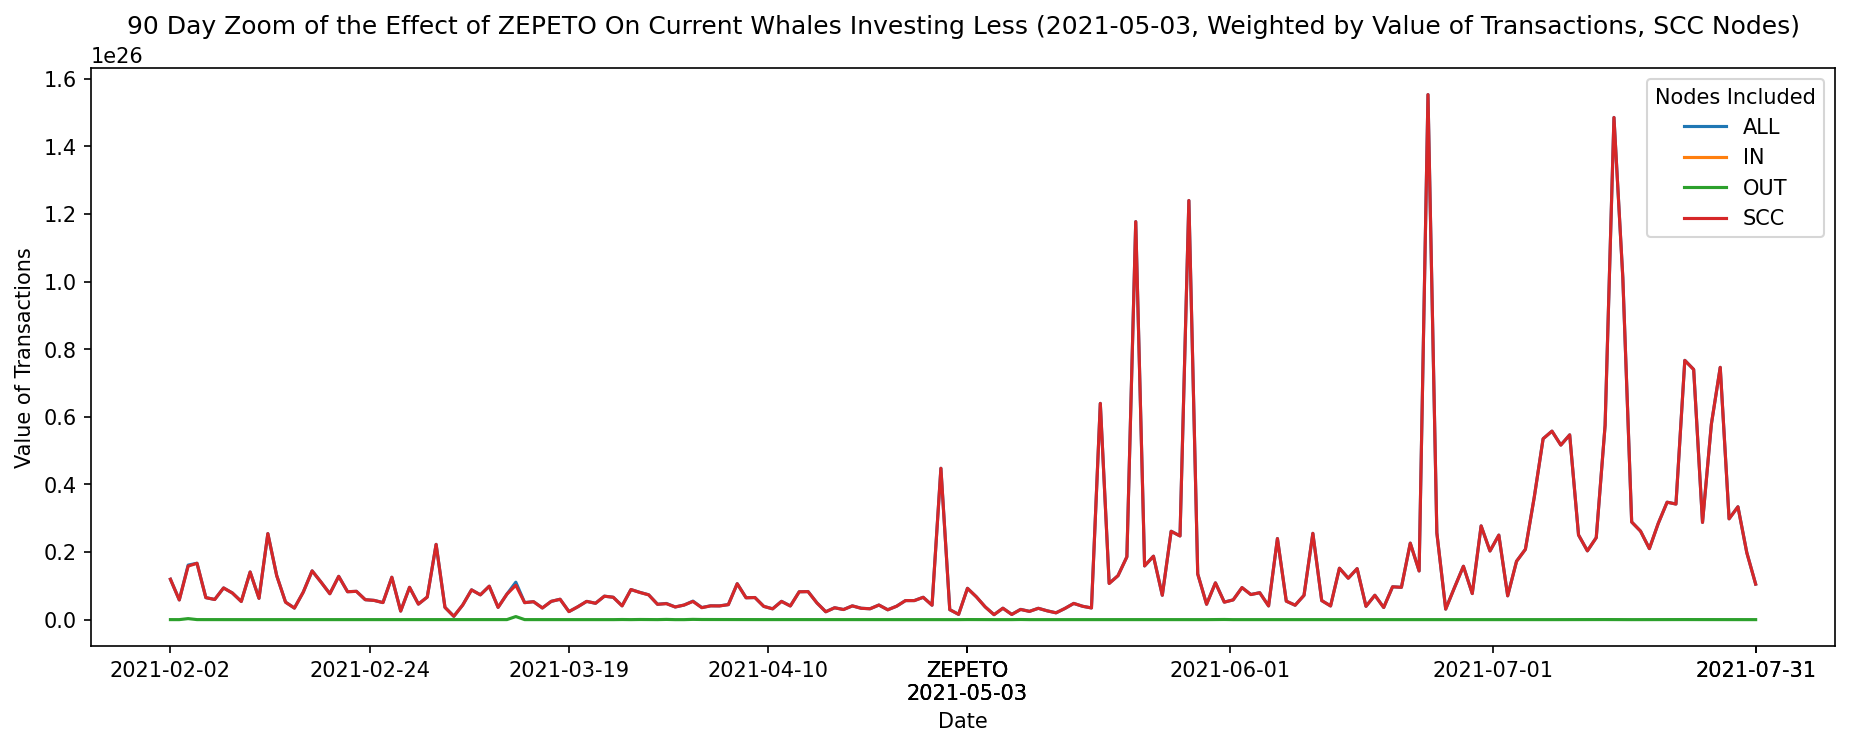 90 Day Zoom of the Effect of ZEPETO On Current Whales Investing Less (2021-05-03, Weighted by Value of Transactions, SCC Nodes)
1e26
1.6
1.4
1.2
1.0
0.8
0.6
0.4
0.2
0.0
Value of Transactions
Nodes Included
ALL
IN
OUT
SCC
2021-02-02
2021-02-24
2021-03-19
2021-04-10
ZEPETO
2021-05-03
2021-06-01
2021-07-01
2021-07-31
Date